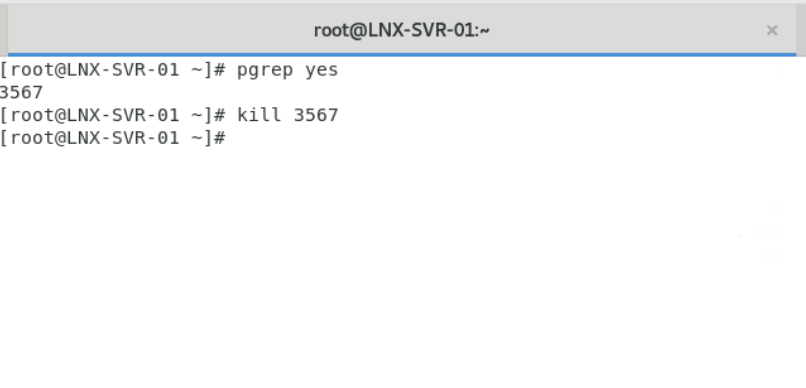 root@LNX-SVR-01:~
[root@LNX-SVR-01 ~]# pgrep yes
3567
[root@LNX-SVR-01 ~]# kill 3567
[root@LNX-SVR-01 ~]#